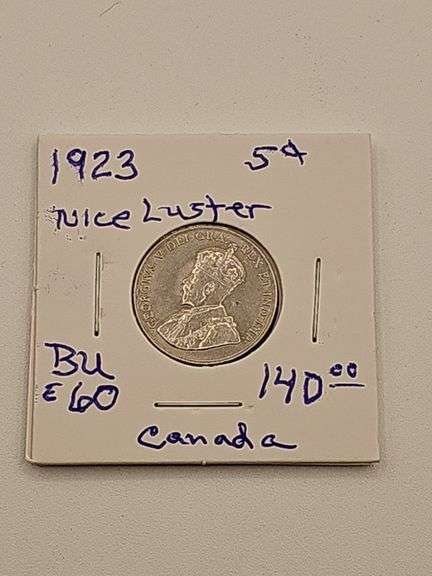 1923 5¢
Nice Luster
GEORGIVS V DEI GRA: REX ET IND:IMP:
BU
E60
140.00
Canada